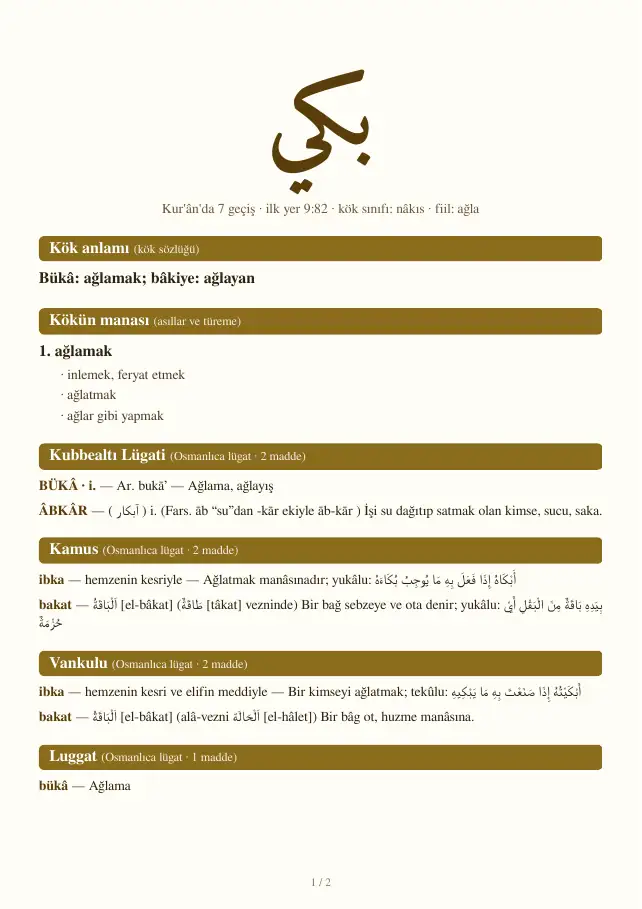 بكي
Kur'ân'da 7 geçiş · ilk yer 9:82 · kök sınıfı: nâkıs · fiil: ağla
Kök anlamı (kök sözlüğü)
Bükâ: ağlamak; bâkiye: ağlayan
Kökün manası (asıllar ve türeme)
1. ağlamak
· inlemek, feryat etmek
· ağlatmak
· ağlar gibi yapmak
Kubbealtı Lügati (Osmanlıca lügat · 2 madde)
BÜKÂ · i. — Ar. bukā’ — Ağlama, ağlayış
ÂBKÂR — ( آبكار ) i. (Fars. āb “su”dan -kār ekiyle āb-kār ) İşi su dağıtıp satmak olan kimse, sucu, saka.
Kamus (Osmanlıca lügat · 2 madde)
ibka — hemzenin kesriyle — Ağlatmak manâsınadır; yukâlu: أَبْكَاهُ إِذَا فَعَلَ بِهِ مَا يُوجِبُ بُكَاءَهُ
bakat — اَلْبَاقَةُ [el-bâkat] (طَاقَةٌ [tâkat] vezninde) Bir bağ sebzeye ve ota denir; yukâlu: بِيَدِهِ بَاقَةٌ مِنَ الْبَقْلِ أَيْ
حُزْمَةٌ
Vankulu (Osmanlıca lügat · 2 madde)
ibka — hemzenin kesri ve elifin meddiyle — Bir kimseyi ağlatmak; tekûlu: أَبْكَيْتُهُ إِذَا صَنَعْتَ بِهِ مَا يَبْكِيهِ
bakat — اَلْبَاقَةُ [el-bâkat] (alâ-vezni اَلْحَالَة [el-hâlet]) Bir bâg ot, huzme manâsına.
Luggat (Osmanlıca lügat · 1 madde)
bükâ — Ağlama
1 / 2